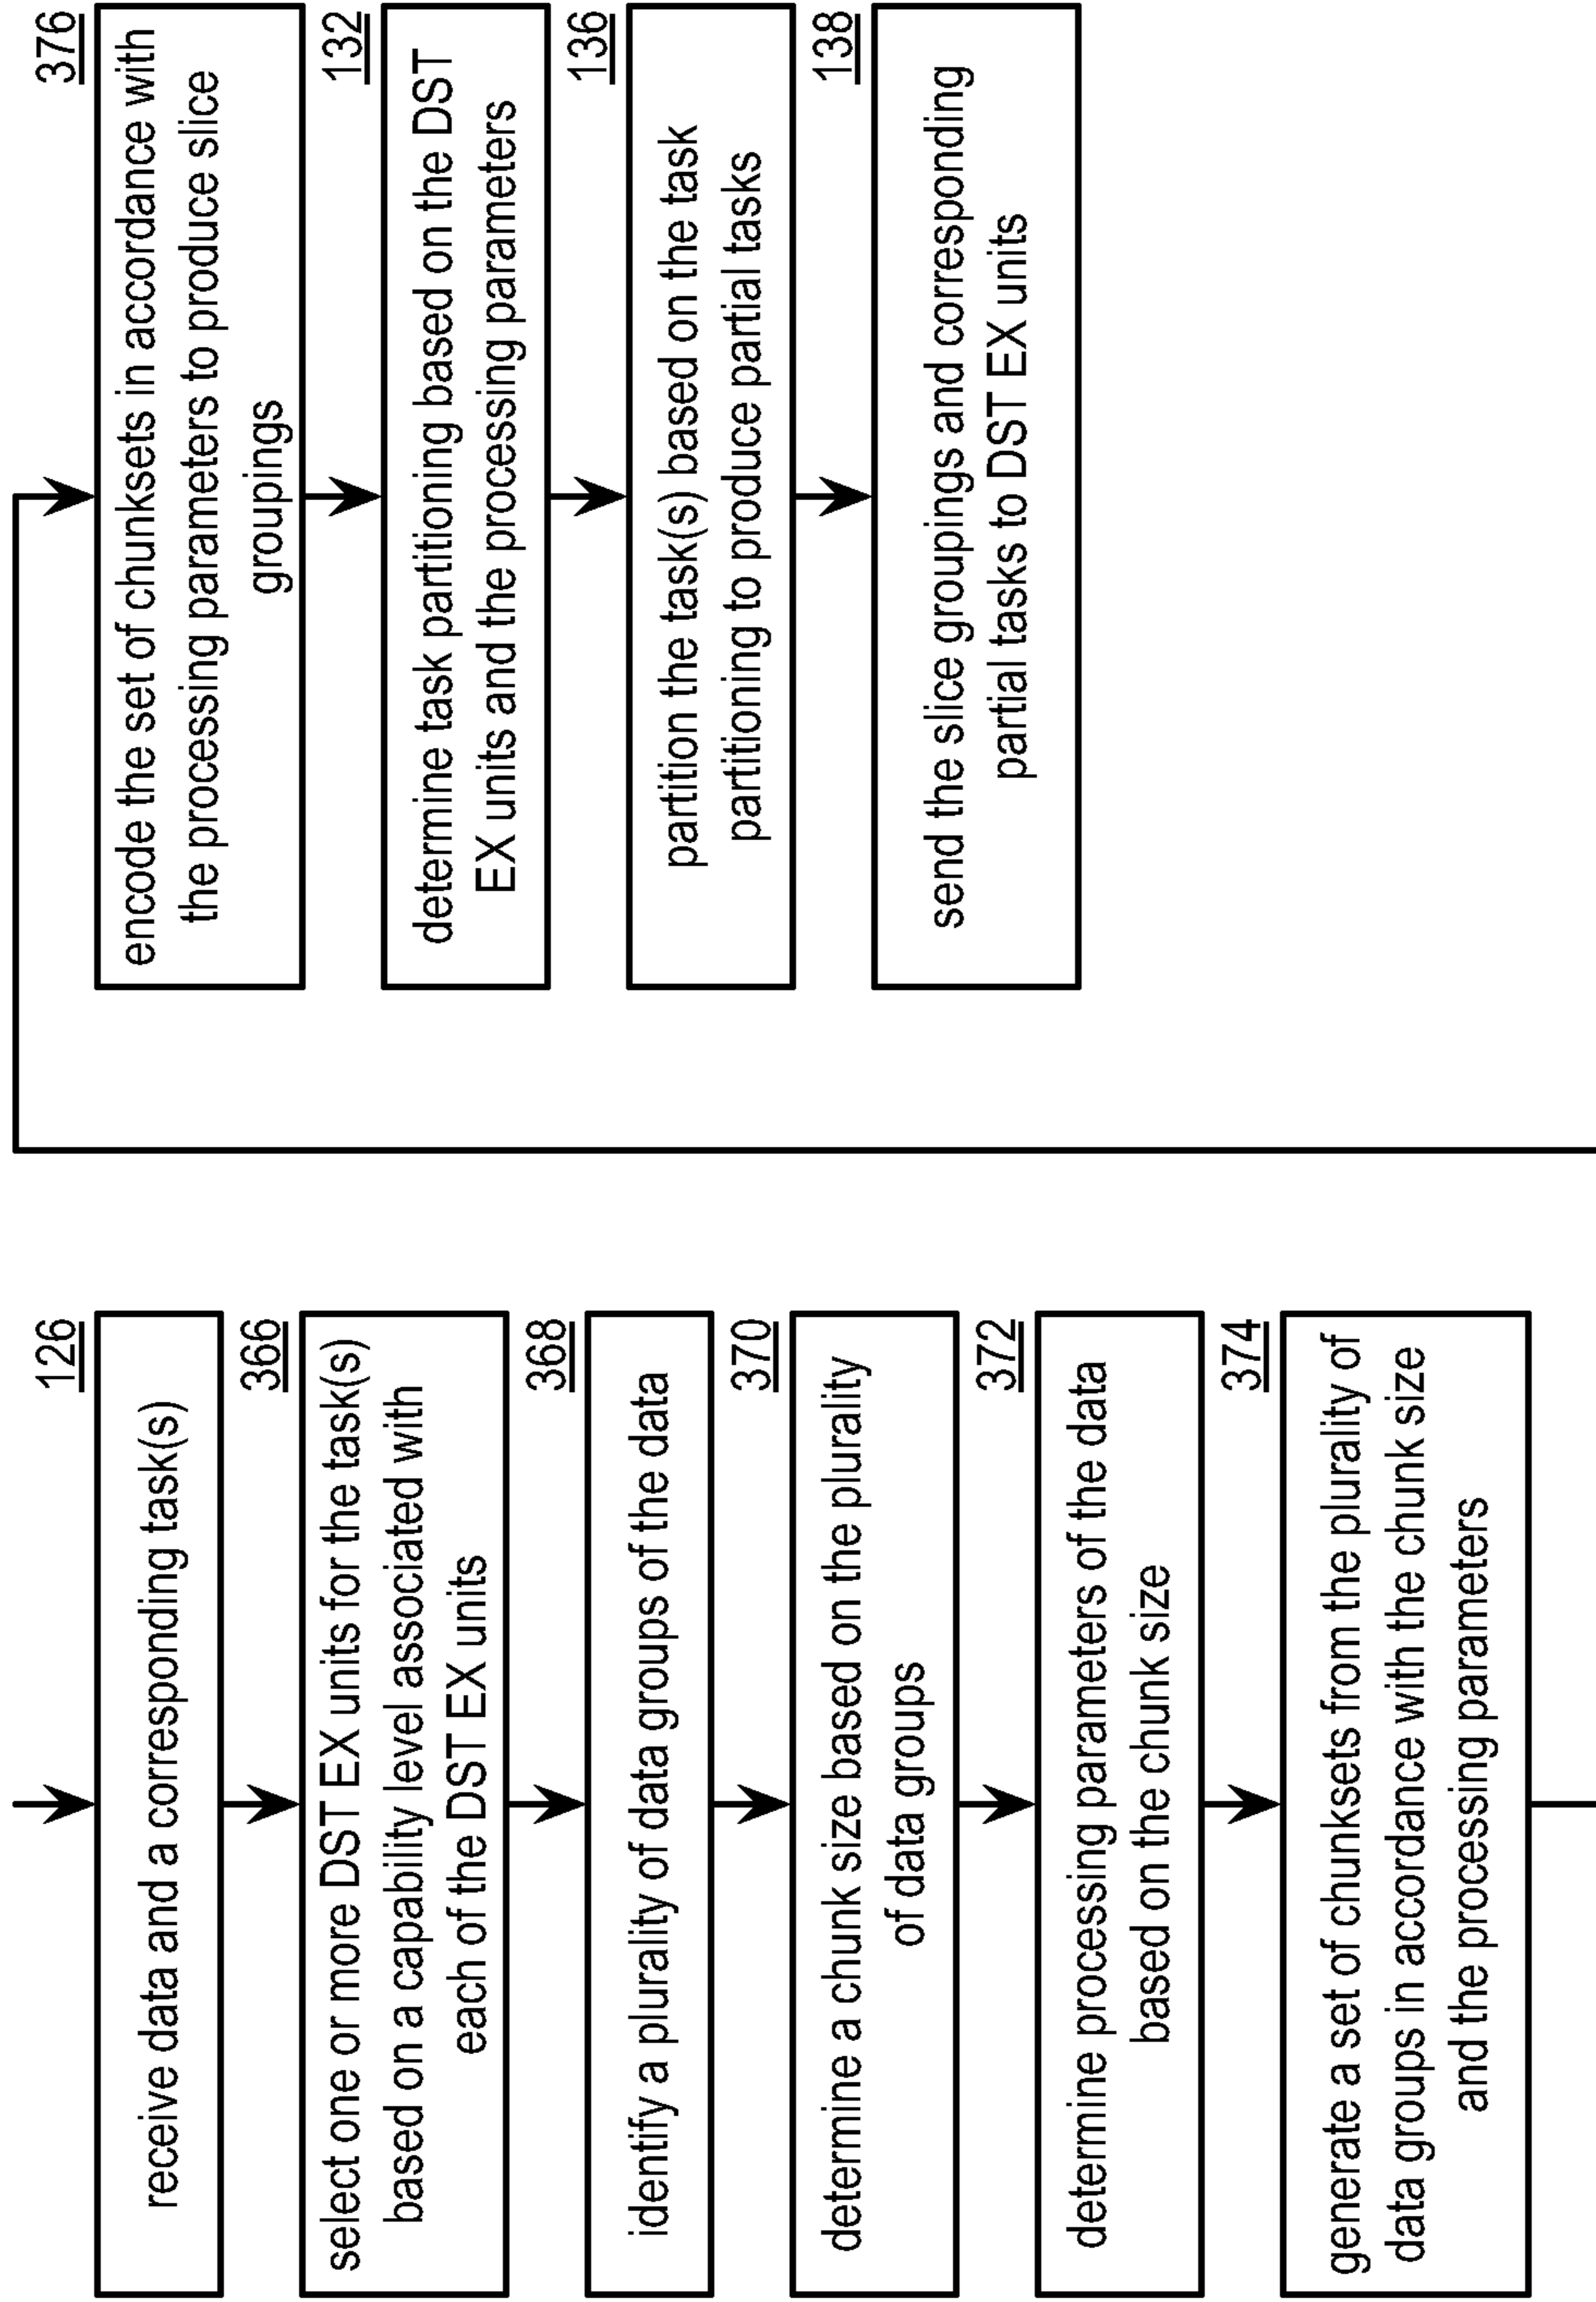 126
receive data and a corresponding task(s)
366
select one or more DST EX units for the task(s)
based on a capability level associated with
each of the DST EX units
368
identify a plurality of data groups of the data
370
determine a chunk size based on the plurality
of data groups
372
determine processing parameters of the data
based on the chunk size
374
generate a set of chunksets from the plurality of
data groups in accordance with the chunk size
and the processing parameters
376
encode the set of chunksets in accordance with
the processing parameters to produce slice
groupings
132
determine task partitioning based on the DST
EX units and the processing parameters
136
partition the task(s) based on the task
partitioning to produce partial tasks
138
send the slice groupings and corresponding
partial tasks to DST EX units